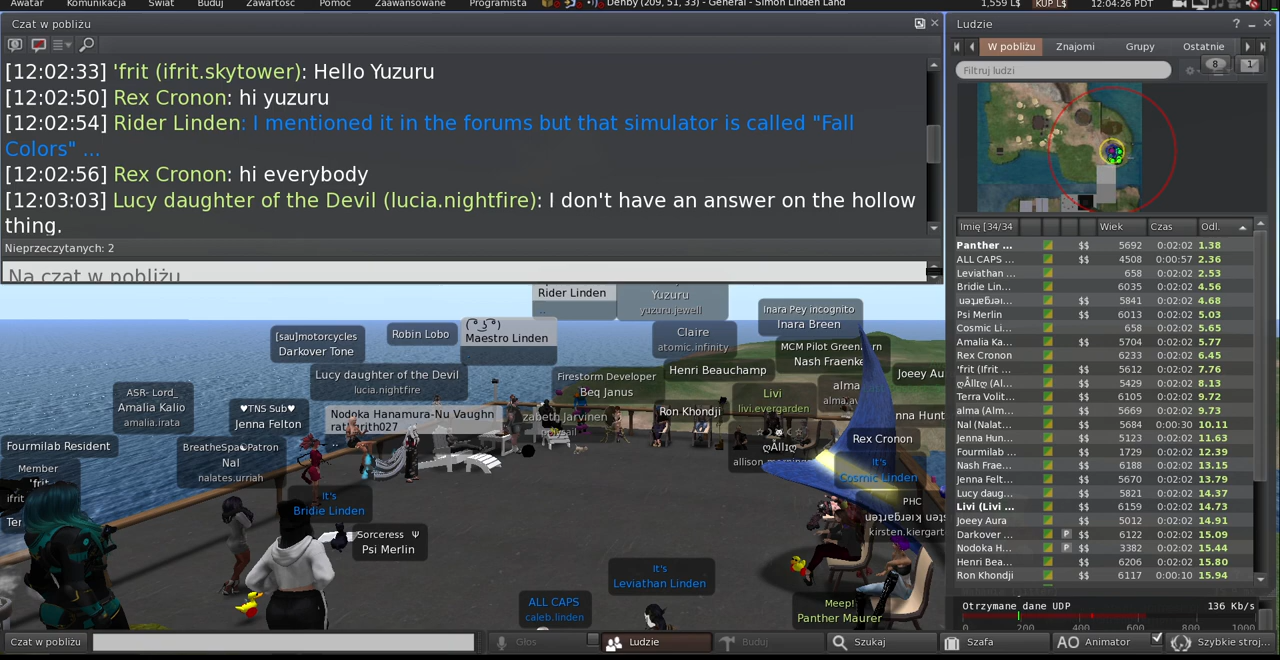 Awatar Komunikacja Świat Buduj Zawartość Pomoc Zaawansowane Programista Denby (209, 51, 33) - General - Simon Linden Land 1,559 L$ KUP L$ 12:04:26 PDT
Czat w pobliżu
[12:02:33] 'frit (ifrit.skytower): Hello Yuzuru
[12:02:50] Rex Cronon: hi yuzuru
[12:02:54] Rider Linden: I mentioned it in the forums but that simulator is called "Fall
Colors" ...
[12:02:56] Rex Cronon: hi everybody
[12:03:03] Lucy daughter of the Devil (lucia.nightfire): I don't have an answer on the hollow
thing.
Nieprzeczytanych: 2
Na czat w pobliżu
Ludzie
W pobliżu Znajomi Grupy Ostatnie
Filtruj ludzi
8 1
Imię [34/34 Wiek Czas Odl.
Panther ... $$ 5692 0:02:02 1.38
ALL CAPS ... $$ 4508 0:00:57 2.36
Leviathan ... 658 0:02:02 2.53
Bridie Lin... 6035 0:02:02 4.56
$$ 5841 0:02:02 4.68
Psi Merlin $$ 6013 0:02:02 5.03
Cosmic Li... 658 0:02:02 5.65
Amalia Ka... $$ 5704 0:02:02 5.77
Rex Cronon 6233 0:02:02 6.45
'frit (Ifrit ... $$ 5612 0:02:02 7.76
(Al... $$ 5429 0:02:02 8.13
Terra Volit... $$ 6105 0:02:02 9.72
alma (Alm... $$ 5669 0:02:02 9.73
Nal (Nalat... $$ 5684 0:00:30 10.11
Jenna Hun... $$ 5123 0:02:02 11.63
Fourmilab ... $$ 1729 0:02:02 12.39
Nash Frae... $$ 6188 0:02:02 13.15
Jenna Felt... $$ 5670 0:02:02 13.79
Lucy daug... $$ 5821 0:02:02 14.37
Livi (Livi ... $$ 6159 0:02:02 14.73
Joeey Aura $$ 5012 0:02:02 14.91
Darkover ... P $$ 6122 0:02:02 15.09
Nodoka H... P $$ 3382 0:02:02 15.44
Henri Bea... $$ 6206 0:02:02 15.80
Ron Khondji $$ 6117 0:00:10 15.94
Otrzymane dane UDP 136 Kb/s
0 200 400 600 800 1000
Rider Linden
..
Yuzuru
yuzuru.jewell
Inara Pey incognito
Inara Breen
[sau]motorcycles
Darkover Tone
Robin Lobo
( ͡° ͜ʖ ͡°)
Maestro Linden
Claire
atomic.infinity
MCM Pilot
Nash Fraenke
Lucy daughter of the Devil
lucia.nightfire
Firestorm Developer
Beq Janus
Henri Beauchamp
Joeey Au
ASR- Lord_
Amalia Kalio
amalia.irata
♥TNS Sub♥
Jenna Felton
Nodoka Hanamura-Nu Vaughn
..
Ron Khondji
Livi
livi.evergarden
alma
Fourmilab Resident
Nal
nalates.urriah
Rex Cronon
Member
'frit
It's
Cosmic Linden
It's
Bridie Linden
Sorceress Ψ
Psi Merlin
PHC
It's
Leviathan Linden
ALL CAPS
caleb.linden
Meep!
Panther Maurer
Czat w pobliżu Głos Ludzie Buduj Szukaj Szafa AO Animator Szybkie stroj...